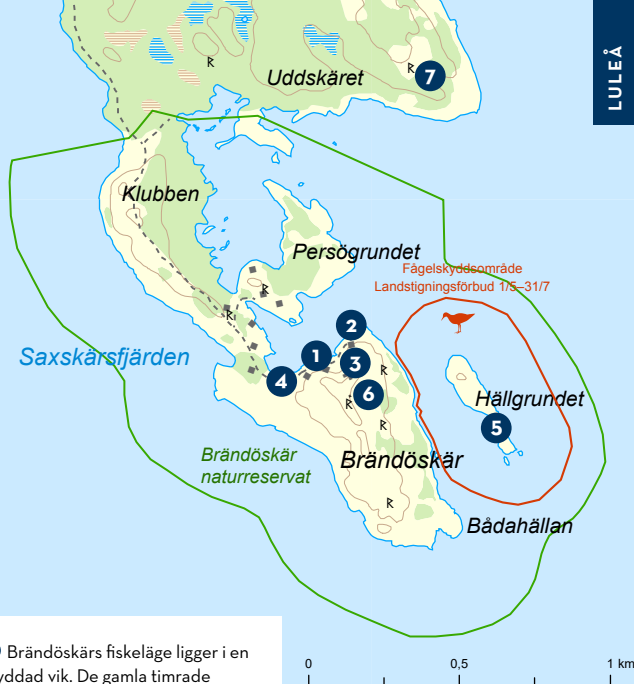 LULEÅ
Uddskäret
7
Klubben
Persögrundet
Fågelskyddsområde
Landstigningsförbud 1/5–31/7
2
Saxskärsfjärden
1
3
4
6
Hällgrundet
5
Brändöskär
naturreservat
Brändöskär
Bådahällan
R
R
R
R
R
R
R
R
Brändöskärs fiskeläge ligger i en
yddad vik. De gamla timrade
0 0,5 1 km